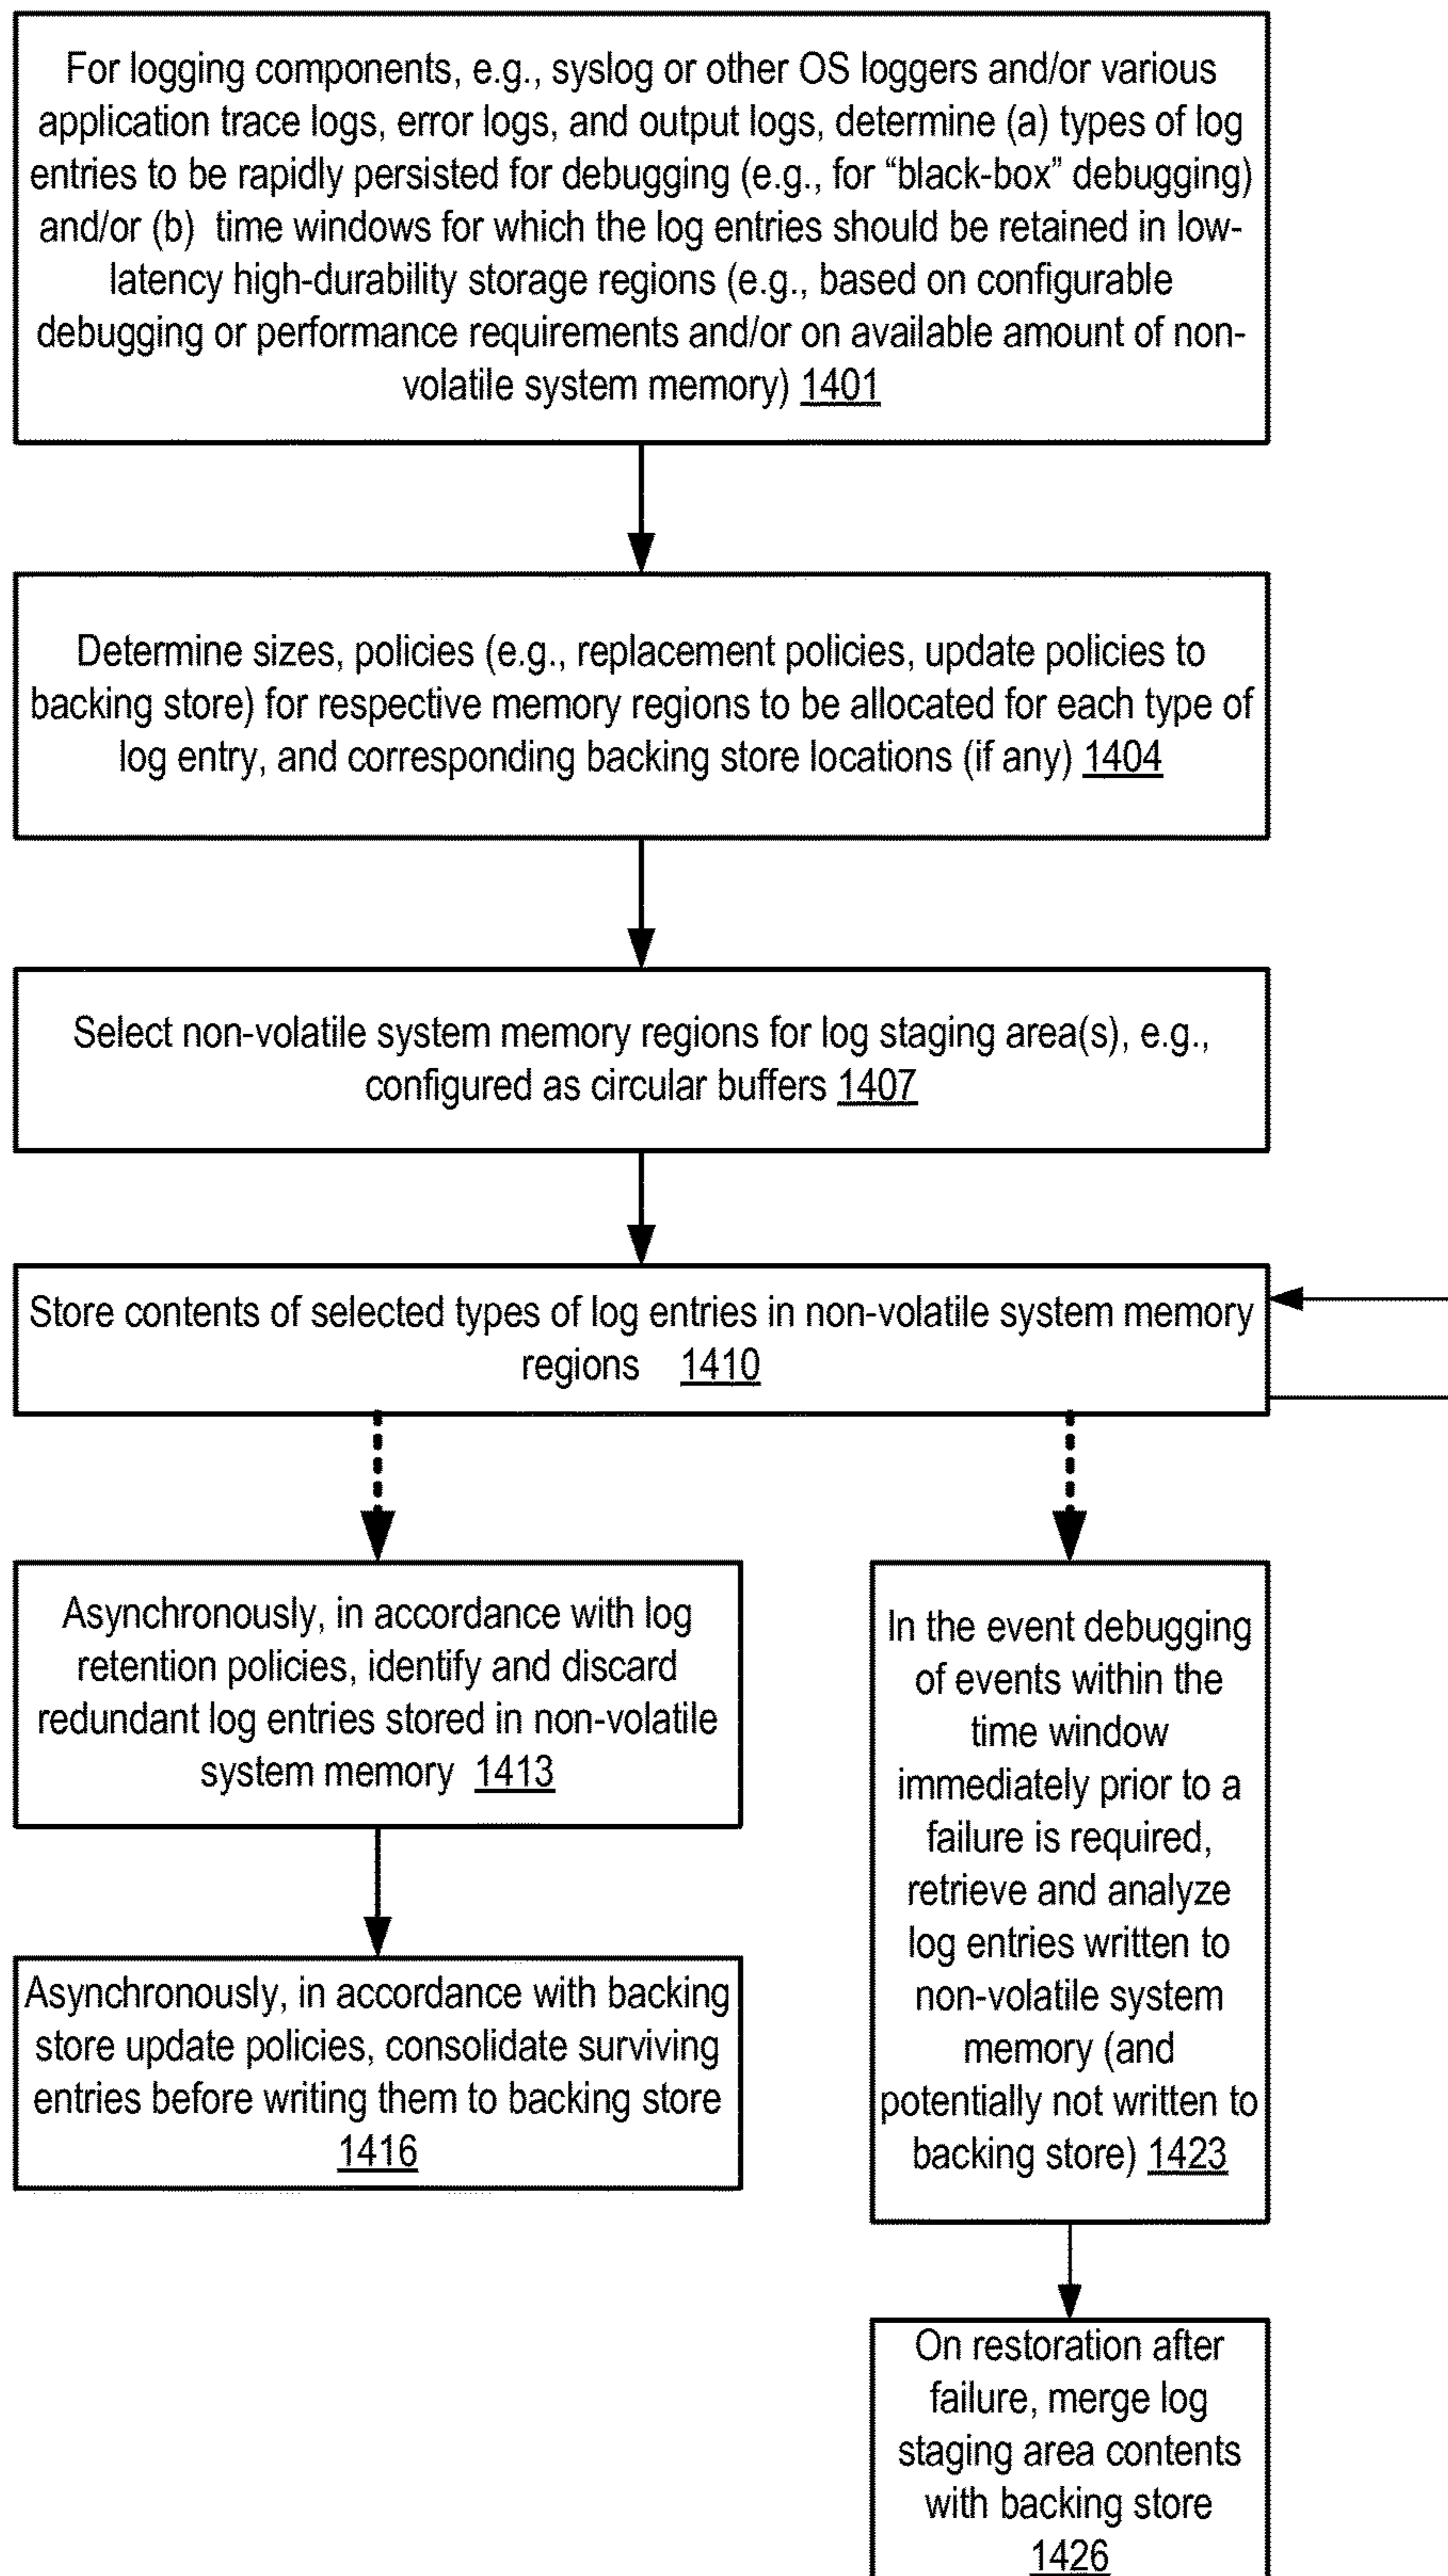 For logging components, e.g., syslog or other OS loggers and/or various
application trace logs, error logs, and output logs, determine (a) types of log
entries to be rapidly persisted for debugging (e.g., for “black-box” debugging)
and/or (b) time windows for which the log entries should be retained in low-
latency high-durability storage regions (e.g., based on configurable
debugging or performance requirements and/or on available amount of non-
volatile system memory) 1401
Determine sizes, policies (e.g., replacement policies, update policies to
backing store) for respective memory regions to be allocated for each type of
log entry, and corresponding backing store locations (if any) 1404
Select non-volatile system memory regions for log staging area(s), e.g.,
configured as circular buffers 1407
Store contents of selected types of log entries in non-volatile system memory
regions 1410
Asynchronously, in accordance with log
retention policies, identify and discard
redundant log entries stored in non-volatile
system memory 1413
Asynchronously, in accordance with backing
store update policies, consolidate surviving
entries before writing them to backing store
1416
In the event debugging
of events within the
time window
immediately prior to a
failure is required,
retrieve and analyze
log entries written to
non-volatile system
memory (and
potentially not written to
backing store) 1423
On restoration after
failure, merge log
staging area contents
with backing store
1426